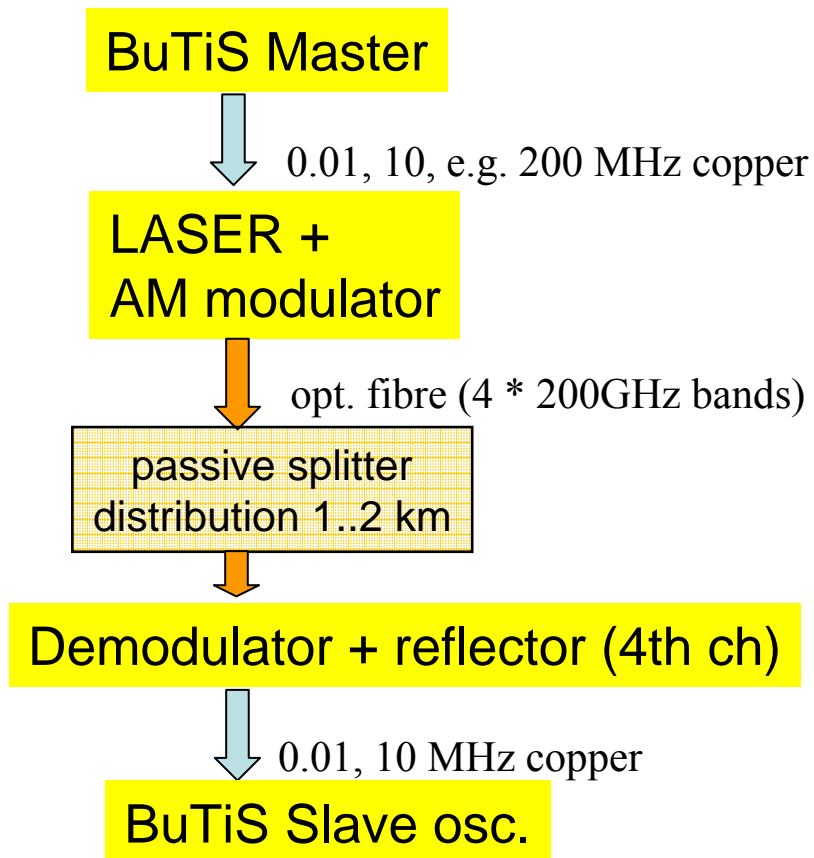 BuTiS Master
0.01, 10, e.g. 200 MHz copper
LASER +
AM modulator
opt. fibre (4 * 200GHz bands)
passive splitter
distribution 1..2 km
Demodulator + reflector (4th ch)
0.01, 10 MHz copper
BuTiS Slave osc.